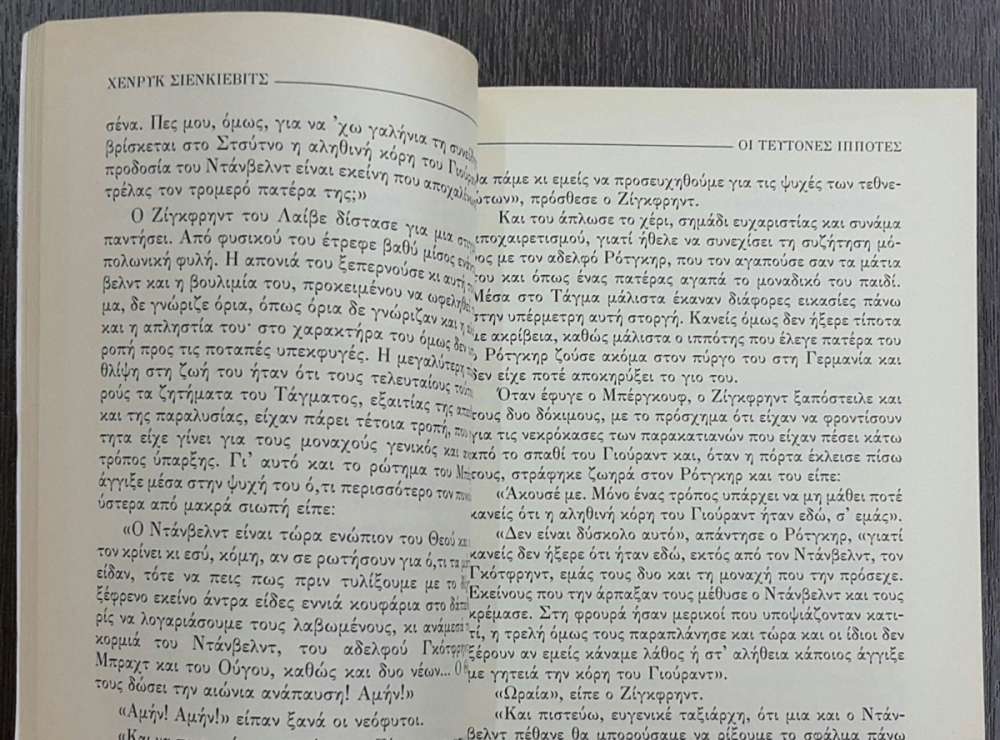 ΧΕΝΡΥΚ ΣΙΕΝΚΙΕΒΙΤΣ
σένα. Πες μου, όμως, για να ’χω γαλήνια τη
βρίσκεται στο Στσύτνο η αληθινή κόρη του
προδοσία του Ντάνβελντ είναι εκείνη που
τρέλας τον τρομερό πατέρα της;»
Ο Ζίγκφρηντ του Λαίβε δίστασε για μια
παντήσει. Από φυσικού του έτρεφε βαθύ μίσος
πολωνική φυλή. Η απονιά του ξεπερνούσε κι αυτή
βελντ και η βουλιμία του, προκειμένου να
μα, δε γνώριζε όρια, όπως όρια δε γνώριζαν και η
και η απληστία του· στο χαρακτήρα του όμως δεν
ροπή προς τις ποταπές υπεκφυγές. Η μεγαλύτερη
θλίψη στη ζωή του ήταν ότι τους τελευταίους
ρούς τα ζητήματα του Τάγματος, εξαιτίας της
και της παραλυσίας, είχαν πάρει τέτοια τροπή,
τητα είχε γίνει για τους μοναχούς γενικός και
τρόπος ύπαρξης. Γι’ αυτό και το ρώτημα του
άγγιξε μέσα στην ψυχή του ό,τι περισσότερο τον
ύστερα από μακρά σιωπή είπε:
«Ο Ντάνβελντ είναι τώρα ενώπιον του Θεού και
τον κρίνει κι εσύ, κόμη, αν σε ρωτήσουν για ό,τι τα
είδαν, τότε να πεις πως πριν τυλίξουμε με το
ξέφρενο εκείνο άντρα είδες εννιά κουφάρια στο
ρίς να λογαριάσουμε τους λαβωμένους, κι ανάμεσα
κορμιά του Ντάνβελντ, του αδελφού
Μπραχτ και του Ούγου, καθώς και δυο νέων... Ο
τους δώσει την αιώνια ανάπαυση! Αμήν!»
«Αμήν! Αμήν!» είπαν ξανά οι νεόφυτοι.
ΟΙ ΤΕΥΤΟΝΕΣ ΙΠΠΟΤΕΣ
πάμε κι εμείς να προσευχηθούμε για τις ψυχές των τεθνε-
ώτων», πρόσθεσε ο Ζίγκφρηντ.
Και του άπλωσε το χέρι, σημάδι ευχαριστίας και συνάμα
αποχαιρετισμού, γιατί ήθελε να συνεχίσει τη συζήτηση μό-
νος με τον αδελφό Ρότγκηρ, που τον αγαπούσε σαν τα μάτια
του και όπως ένας πατέρας αγαπά το μοναδικό του παιδί.
Μέσα στο Τάγμα μάλιστα έκαναν διάφορες εικασίες πάνω
στην υπέρμετρη αυτή στοργή. Κανείς όμως δεν ήξερε τίποτα
με ακρίβεια, καθώς μάλιστα ο ιππότης που έλεγε πατέρα του
ο Ρότγκηρ ζούσε ακόμα στον πύργο του στη Γερμανία και
δεν είχε ποτέ αποκηρύξει το γιο του.
Όταν έφυγε ο Μπέργκουφ, ο Ζίγκφρηντ ξαπόστειλε και
τους δυο δόκιμους, με το πρόσχημα ότι είχαν να φροντίσουν
για τις νεκρόκασες των παρακατιανών που είχαν πέσει κάτω
από το σπαθί του Γιούραντ και, όταν η πόρτα έκλεισε πίσω
τους, στράφηκε ζωηρά στον Ρότγκηρ και του είπε:
«Άκουσέ με. Μόνο ένας τρόπος υπάρχει να μη μάθει ποτέ
κανείς ότι η αληθινή κόρη του Γιούραντ ήταν εδώ, σ’ εμάς».
«Δεν είναι δύσκολο αυτό», απάντησε ο Ρότγκηρ, «γιατί
κανείς δεν ήξερε ότι ήταν εδώ, εκτός από τον Ντάνβελντ, τον
Γκότφρηντ, εμάς τους δυο και τη μοναχή που την πρόσεχε.
Εκείνους που την άρπαξαν τους μέθυσε ο Ντάνβελντ και τους
κρέμασε. Στη φρουρά ήσαν μερικοί που υποψιάζονταν κατι-
τί, η τρελή όμως τους παραπλάνησε και τώρα και οι ίδιοι δεν
ξέρουν αν εμείς κάναμε λάθος ή στ’ αλήθεια κάποιος άγγιξε
με γητειά την κόρη του Γιούραντ».
«Ωραία», είπε ο Ζίγκφρηντ.
«Και πιστεύω, ευγενικέ ταξιάρχη, ότι μια και ο Ντάν-
βελντ πέθανε θα μπορούσαμε να ρίξουμε το σφάλμα πάνω